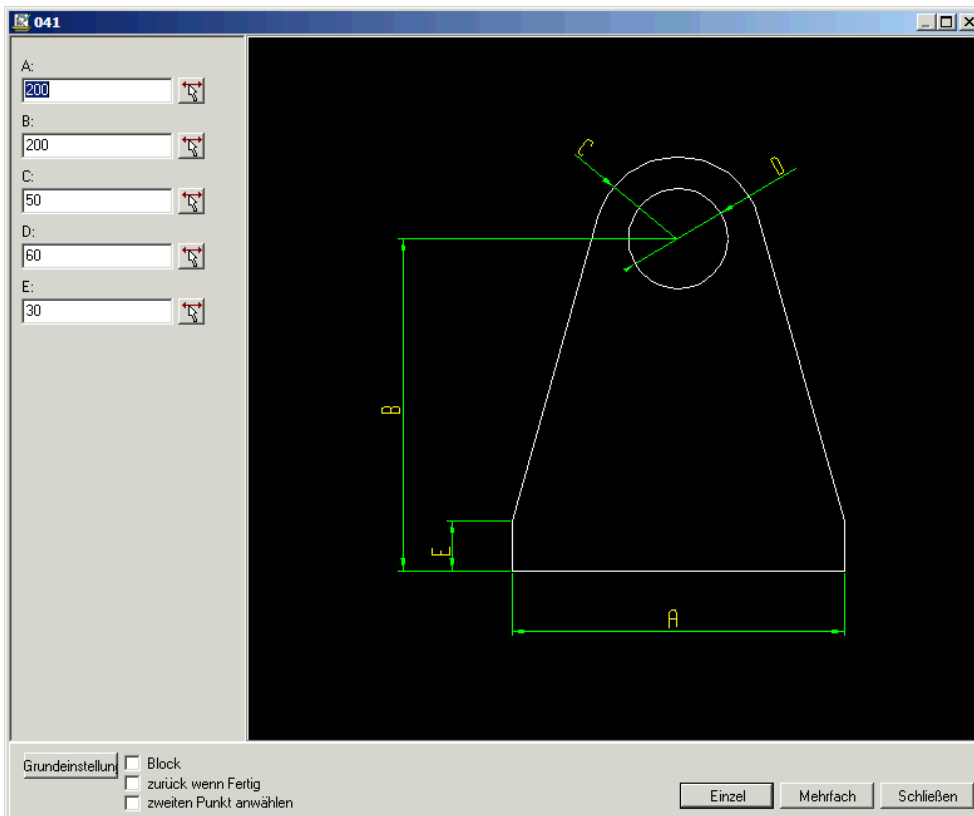 041
A:
200
B:
200
C:
50
D:
60
E:
30
C
D
B
E
A
Grundeinstellun
Block
zurück wenn Fertig
zweiten Punkt anwählen
Einzel
Mehrfach
Schließen